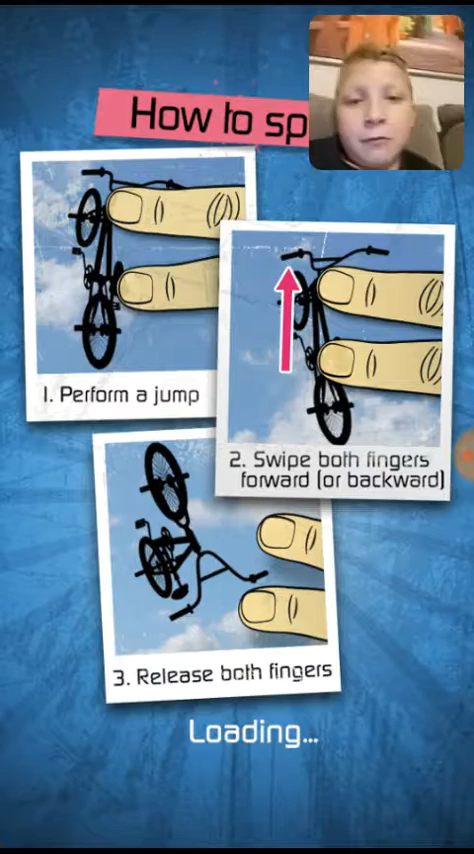 How to sp
1. Perform a jump
2. Swipe both fingers
forward (or backward)
3. Release both fingers
Loading...